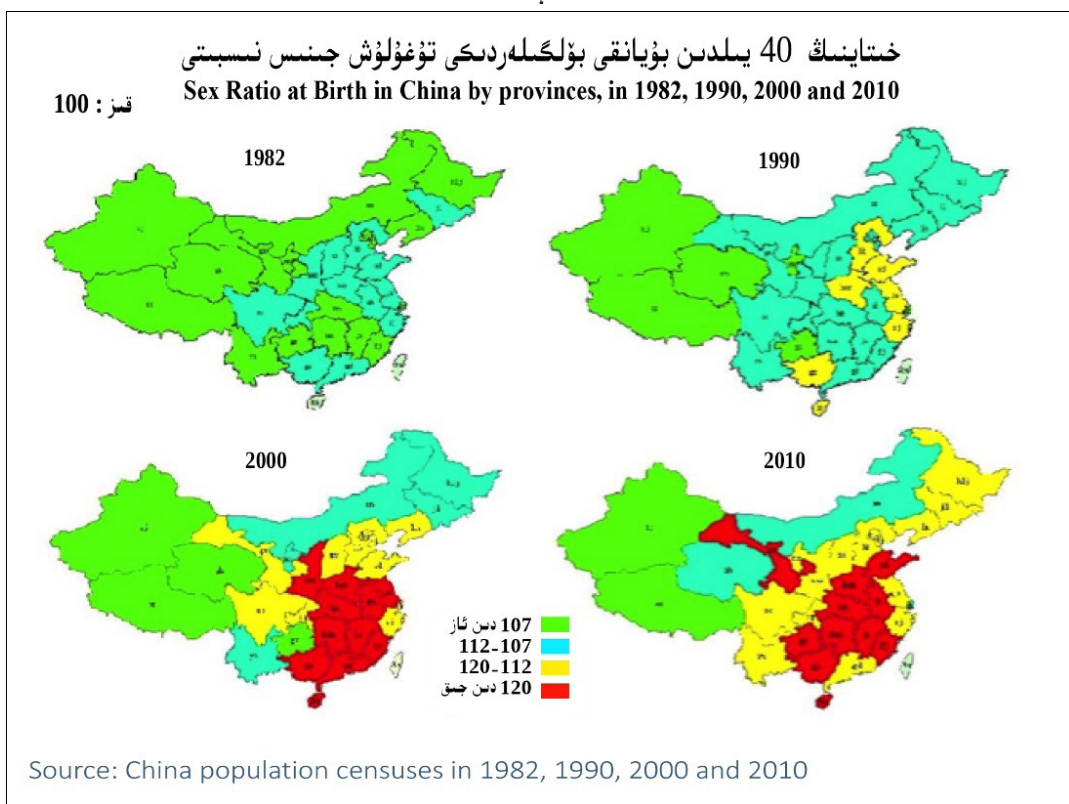 خىتاينىڭ 40 يىلدىن بۇيانقى بۆلگىلەردىكى تۇغۇلۇش جىنىس نىسبىتى
Sex Ratio at Birth in China by provinces, in 1982, 1990, 2000 and 2010
قىز : 100
1982
1990
2000
2010
107 دىن ئاز
112-107
120-112
120 دىن جىق
Source: China population censuses in 1982, 1990, 2000 and 2010